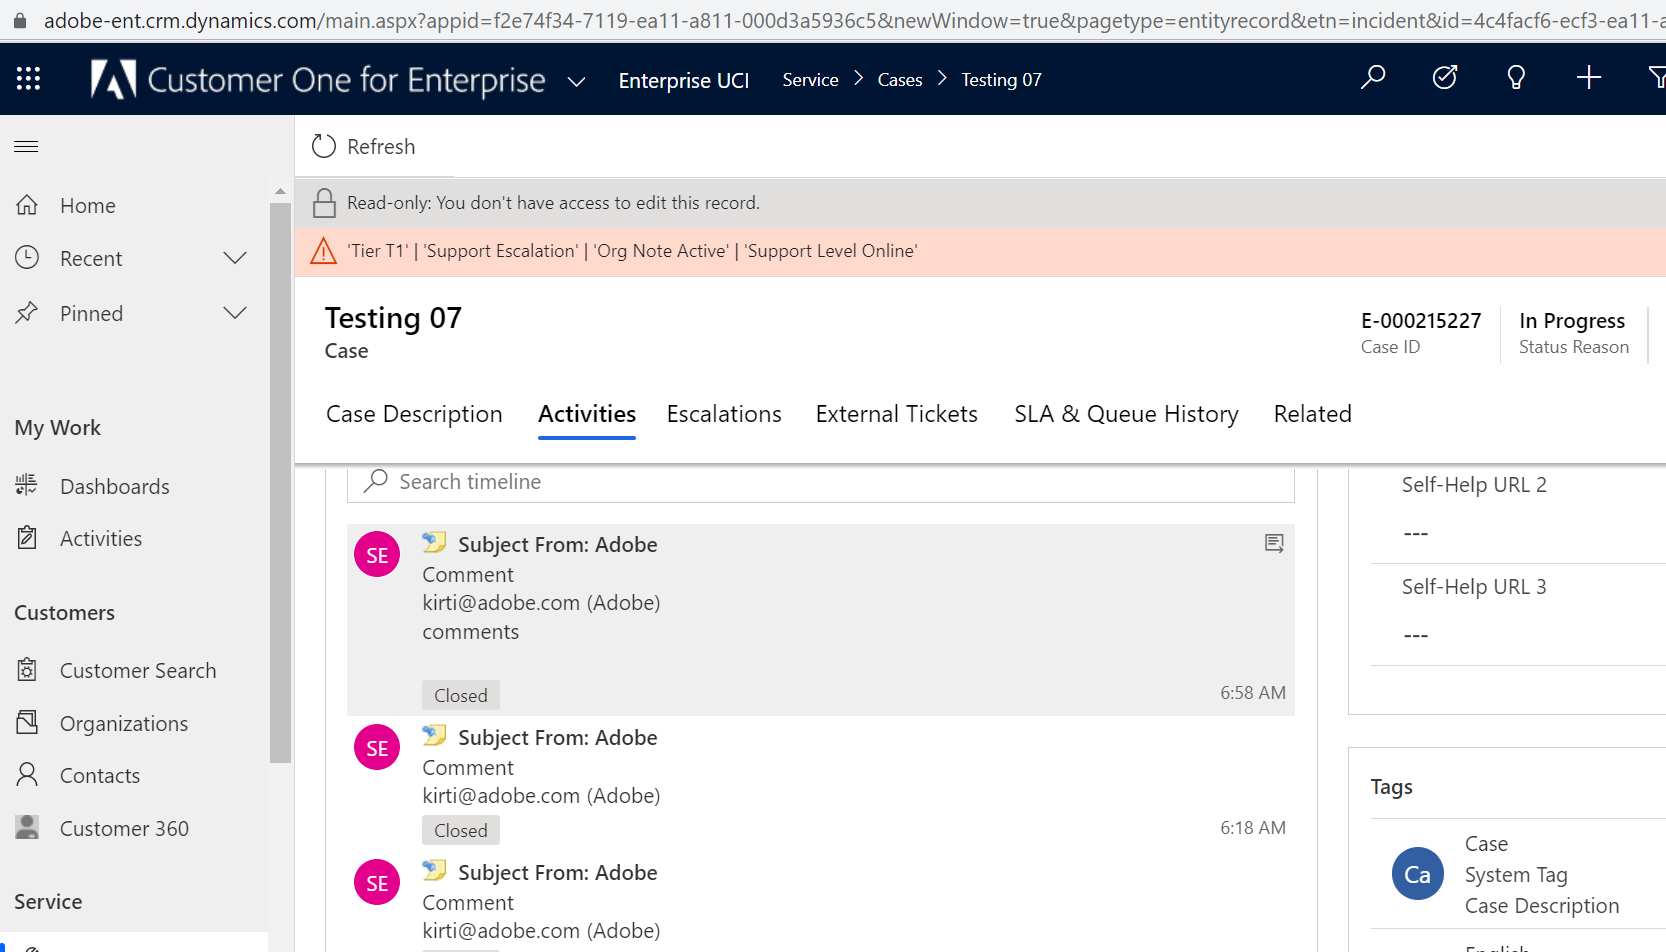 adobe-ent.crm.dynamics.com/main.aspx?appid=f2e74f34-7119-ea11-a811-000d3a5936c5&newWindow=true&pagetype=entityrecord&etn=incident&id=4c4facf6-ecf3-ea11-a
Customer One for Enterprise
Enterprise UCI
Service > Cases > Testing 07
Refresh
Home
Recent
Pinned
My Work
Dashboards
Activities
Customers
Customer Search
Organizations
Contacts
Customer 360
Service
Read-only: You don't have access to edit this record.
'Tier T1' | 'Support Escalation' | 'Org Note Active' | 'Support Level Online'
Testing 07
Case
E-000215227
Case ID
In Progress
Status Reason
Case Description Activities Escalations External Tickets SLA & Queue History Related
Search timeline
SE
Subject From: Adobe
Comment
kirti@adobe.com (Adobe)
comments
Closed
6:58 AM
SE
Subject From: Adobe
Comment
kirti@adobe.com (Adobe)
Closed
6:18 AM
SE
Subject From: Adobe
Comment
kirti@adobe.com (Adobe)
Self-Help URL 2
---
Self-Help URL 3
---
Tags
Ca
Case
System Tag
Case Description
English